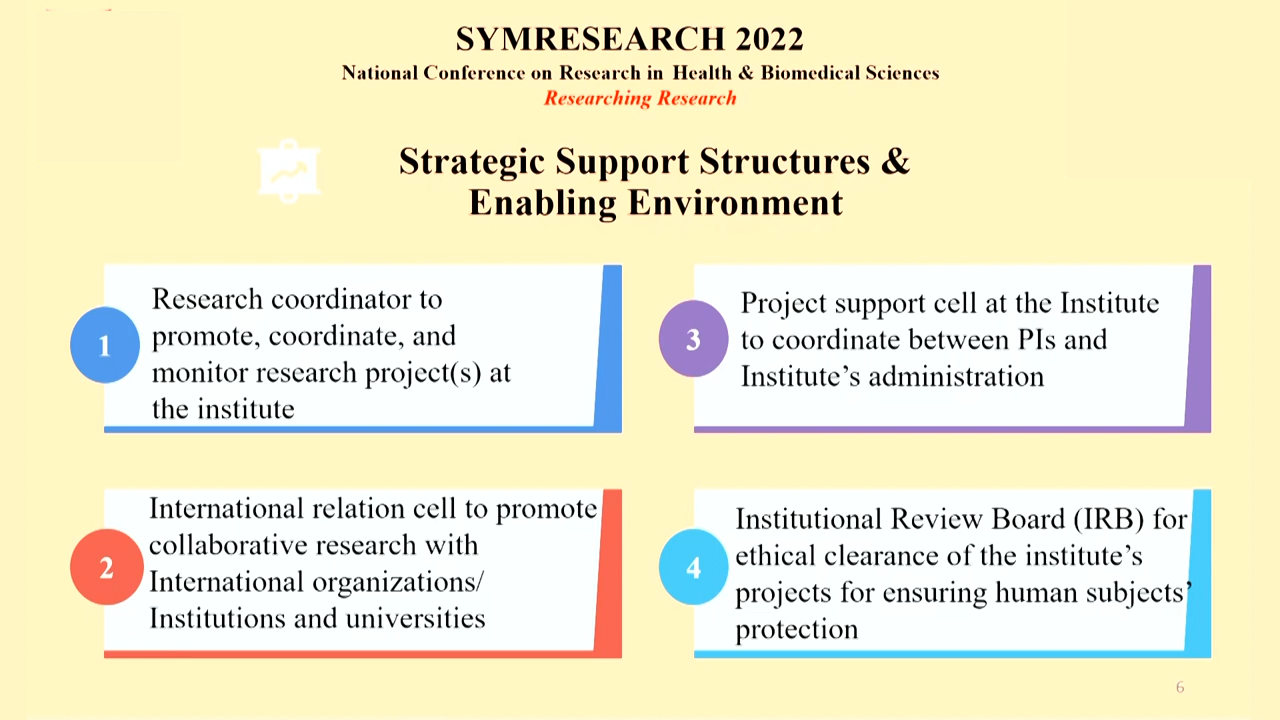 SYMRESEARCH 2022
National Conference on Research in Health & Biomedical Sciences
Researching Research
Strategic Support Structures &
Enabling Environment
1
Research coordinator to
promote, coordinate, and
monitor research project(s) at
the institute
2
International relation cell to promote
collaborative research with
International organizations/
Institutions and universities
3
Project support cell at the Institute
to coordinate between PIs and
Institute’s administration
4
Institutional Review Board (IRB) for
ethical clearance of the institute’s
projects for ensuring human subjects’
protection
6